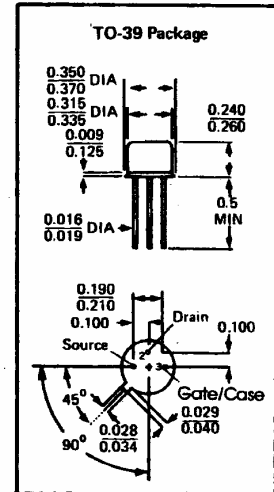 TO-39 Package
0.350
0.370 DIA
0.315
0.335 DIA
0.009
0.125
0.240
0.260
0.016
0.019 DIA
0.5
MIN
0.190
0.210
0.100
Drain
0.100
Source
2
3
Gate/Case
45°
90°
0.028
0.034
0.029
0.040